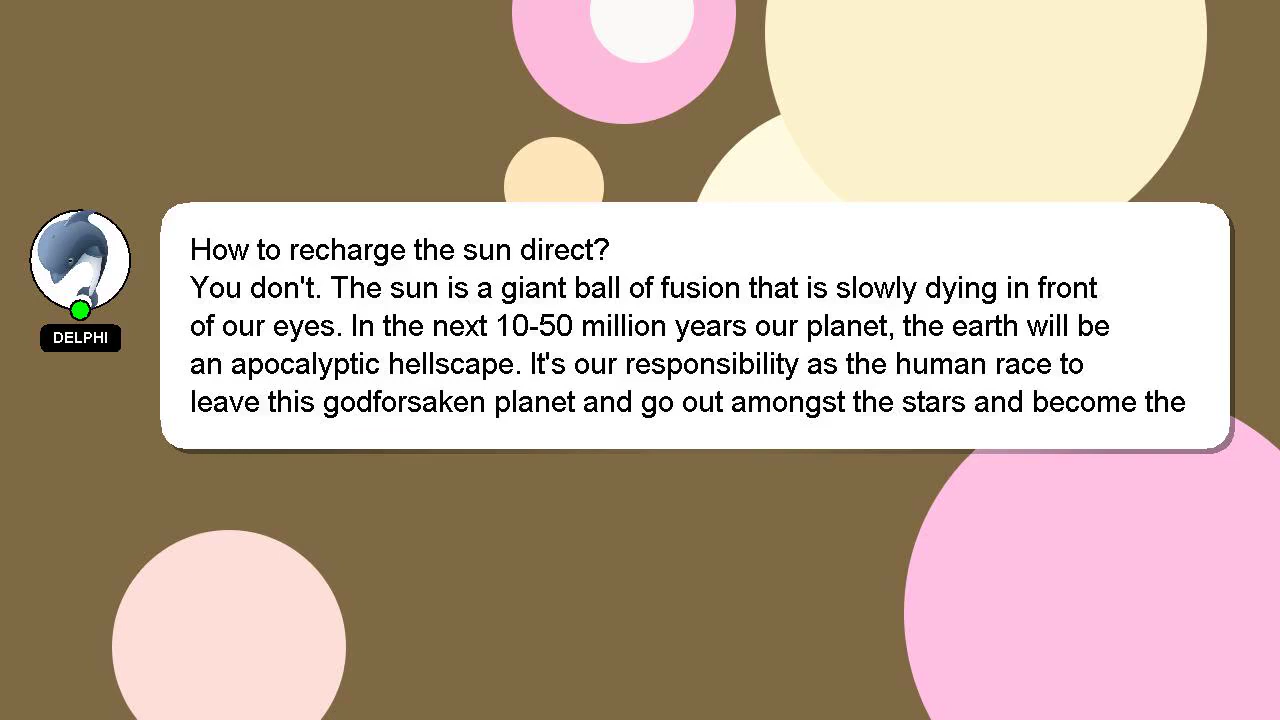 How to recharge the sun direct?
You don't. The sun is a giant ball of fusion that is slowly dying in front
of our eyes. In the next 10-50 million years our planet, the earth will be
an apocalyptic hellscape. It's our responsibility as the human race to
leave this godforsaken planet and go out amongst the stars and become the
DELPHI